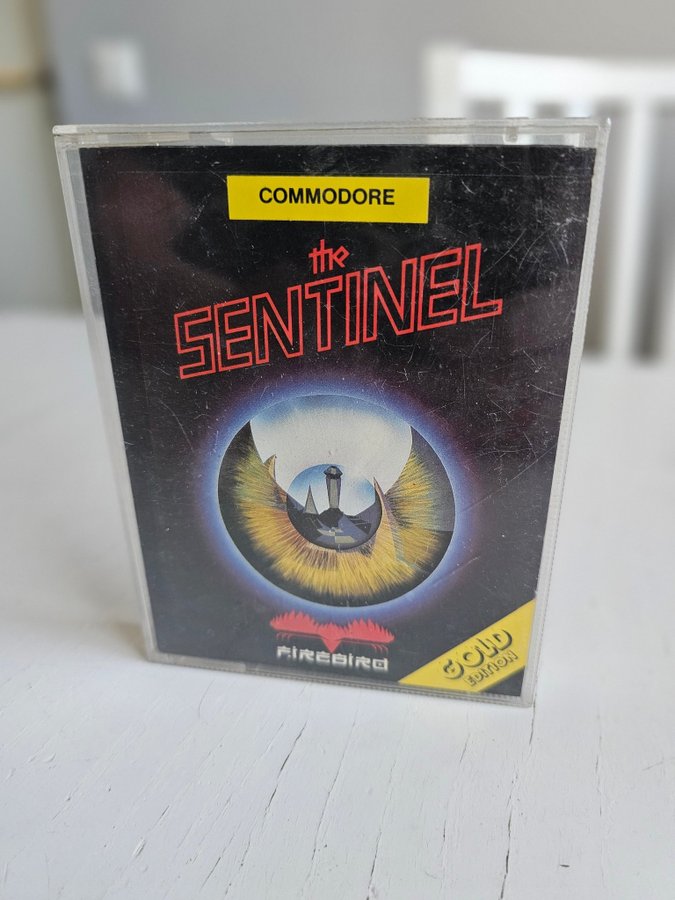 COMMODORE
the
SENTINEL
FIREBIRD
GOLD
EDITION